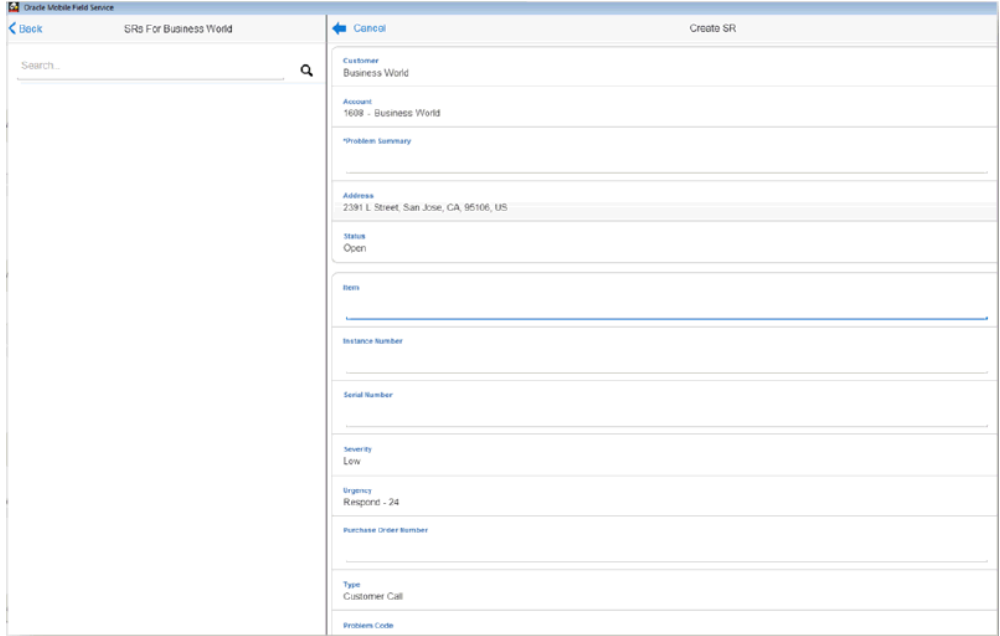 Oracle Mobile Field Service
Back
SRs For Business World
Search...
Cancel
Create SR
Customer
Business World
Account
1608 - Business World
*Problem Summary
Address
2391 L Street, San Jose, CA, 95106, US
Status
Open
Item
Instance Number
Serial Number
Severity
Low
Urgency
Respond - 24
Purchase Order Number
Type
Customer Call
Problem Code